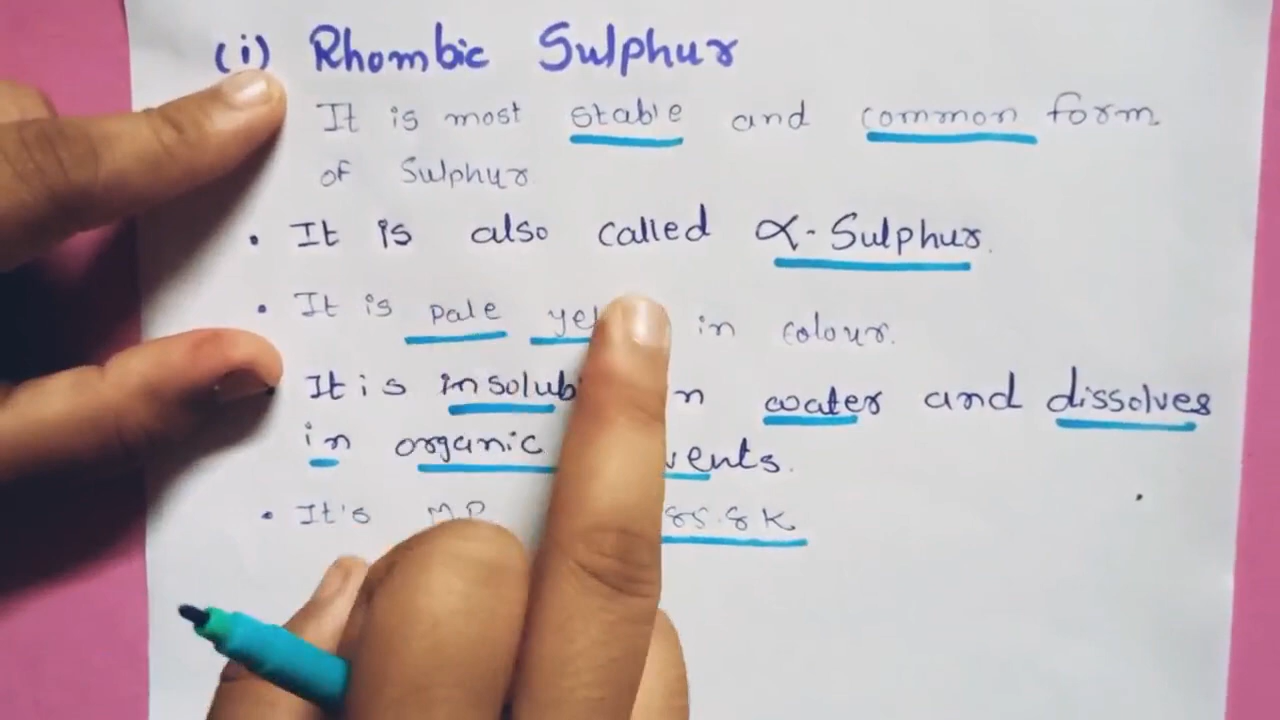 (i) Rhombic Sulphur
It is most stable and common form
of Sulphur
• It is also called α-Sulphur.
• It is pale in colour.
It is water and dissolves
in organic
• It's M.P